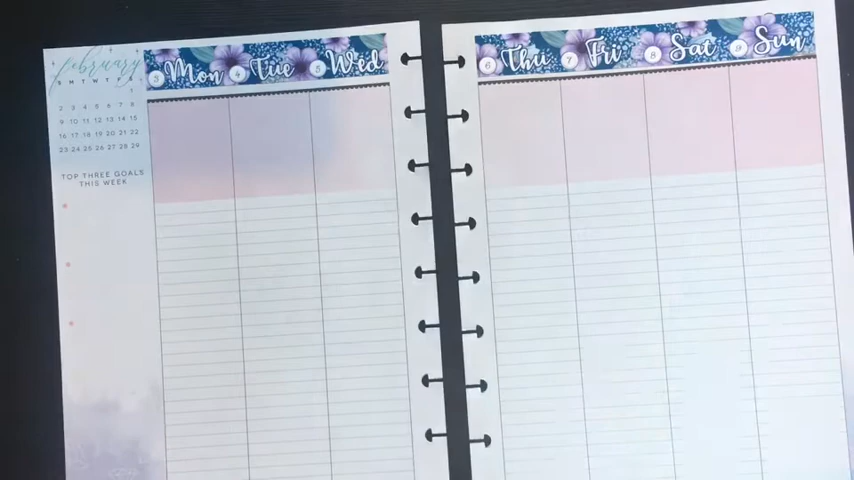 february
S M T W T F S
1
2 3 4 5 6 7 8
9 10 11 12 13 14 15
16 17 18 19 20 21 22
23 24 25 26 27 28 29
TOP THREE GOALS
THIS WEEK
3 Mon 4 Tue 5 Wed
6 Thu 7 Fri 8 Sat 9 Sun